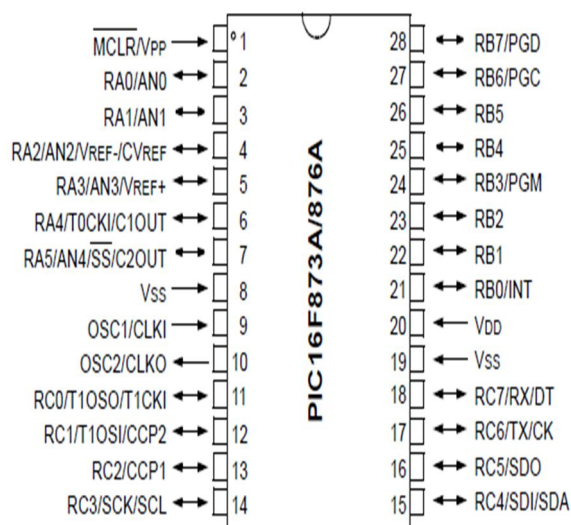 MCLR/VPP 1 28 RB7/PGD
RA0/AN0 2 27 RB6/PGC
RA1/AN1 3 26 RB5
RA2/AN2/VREF-/CVREF 4 25 RB4
RA3/AN3/VREF+ 5 24 RB3/PGM
RA4/T0CKI/C1OUT 6 23 RB2
RA5/AN4/SS/C2OUT 7 22 RB1
VSS 8 21 RB0/INT
OSC1/CLKI 9 20 VDD
OSC2/CLKO 10 19 VSS
RC0/T1OSO/T1CKI 11 18 RC7/RX/DT
RC1/T1OSI/CCP2 12 17 RC6/TX/CK
RC2/CCP1 13 16 RC5/SDO
RC3/SCK/SCL 14 15 RC4/SDI/SDA
PIC16F873A/876A